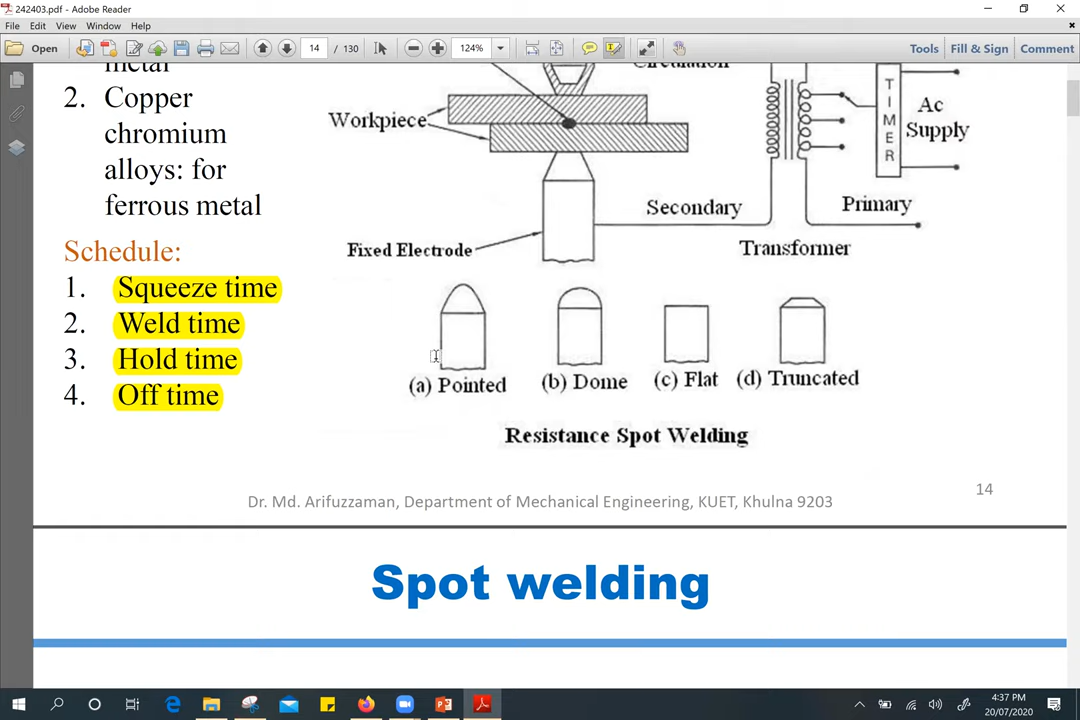 242403.pdf - Adobe Reader
File Edit View Window Help
Open 14 / 130 124% Tools Fill & Sign Comment
metal
2. Copper
chromium
alloys: for
ferrous metal
Schedule:
1. Squeeze time
2. Weld time
3. Hold time
4. Off time
Circulation
Workpiece
TIMER
Ac
Supply
Secondary
Primary
Fixed Electrode
Transformer
(a) Pointed (b) Dome (c) Flat (d) Truncated
Resistance Spot Welding
14
Dr. Md. Arifuzzaman, Department of Mechanical Engineering, KUET, Khulna 9203
Spot welding
4:37 PM
20/07/2020